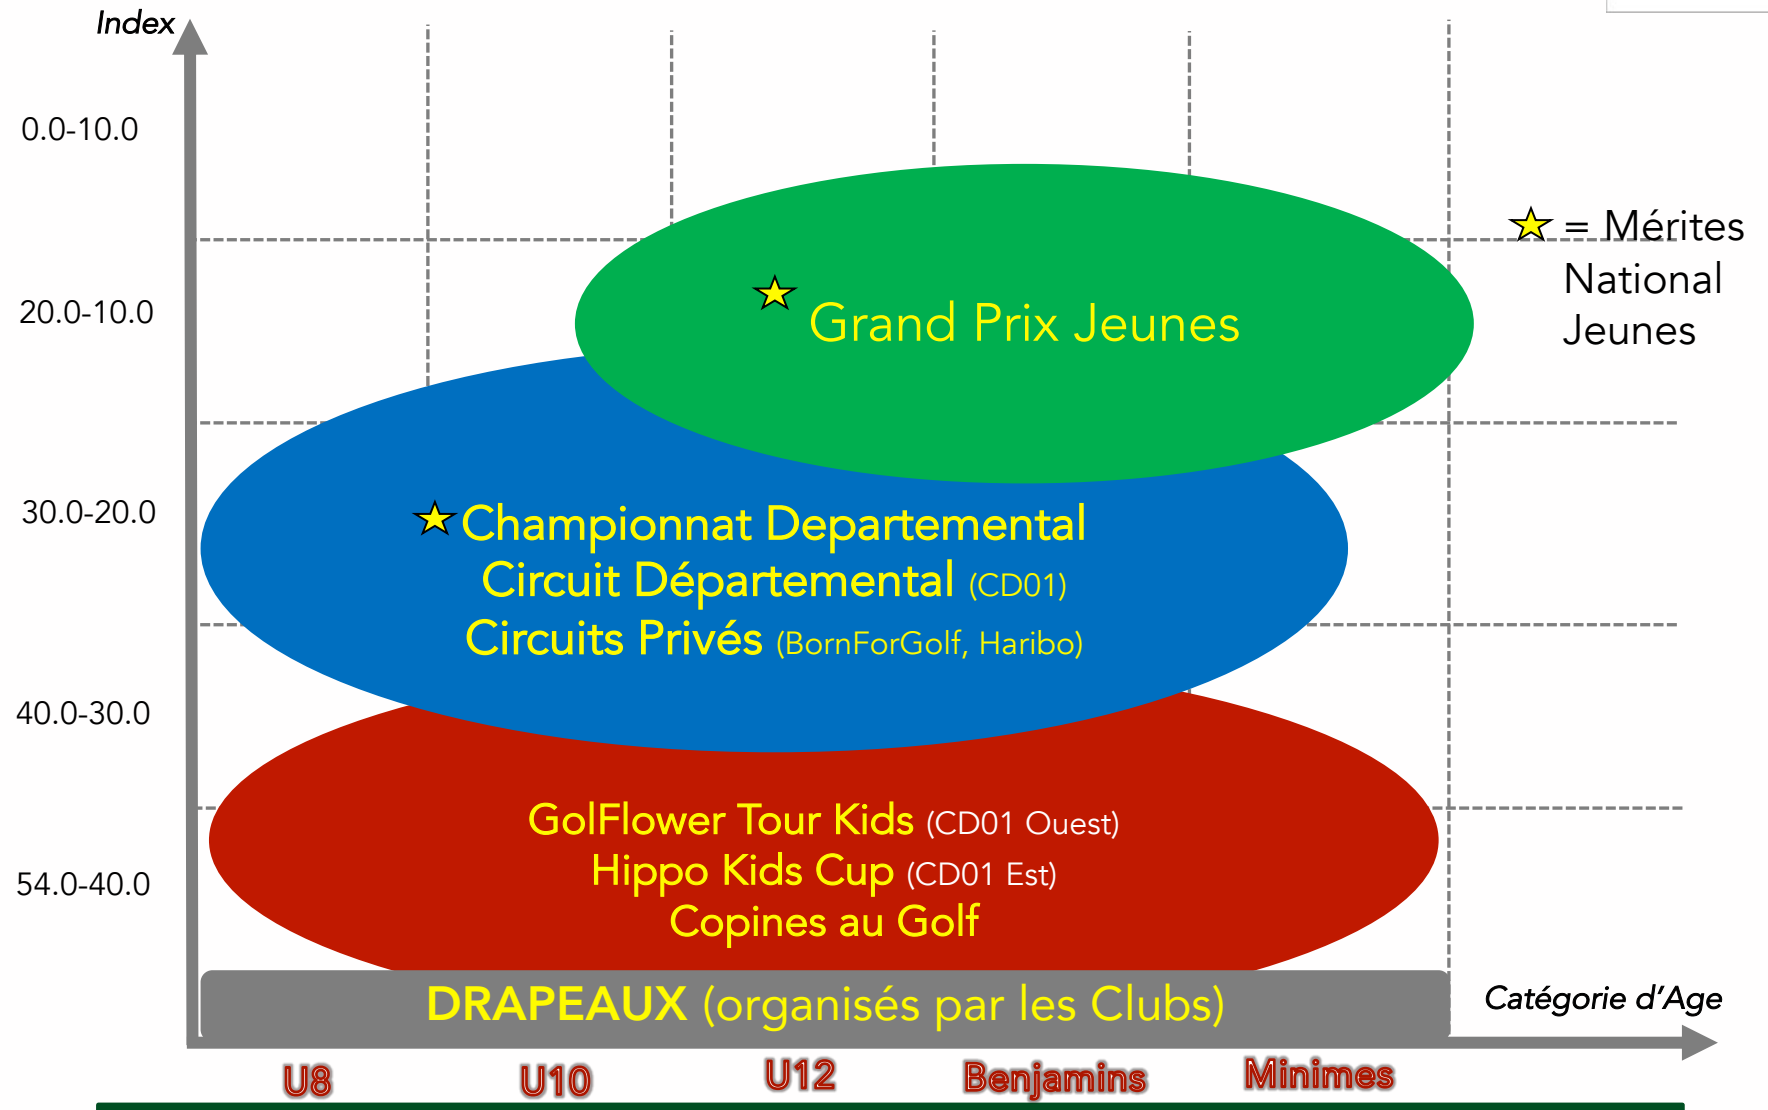 Index
0.0-10.0
= Mérites
National
Jeunes
20.0-10.0
Grand Prix Jeunes
30.0-20.0
Championnat Departemental
Circuit Départemental (CD01)
Circuits Privés (BornForGolf, Haribo)
40.0-30.0
GolFlower Tour Kids (CD01 Ouest)
Hippo Kids Cup (CD01 Est)
54.0-40.0
Copines au Golf
DRAPEAUX (organisés par les Clubs)
Catégorie d'Age
U8 U10 U12 Benjamins Minimes